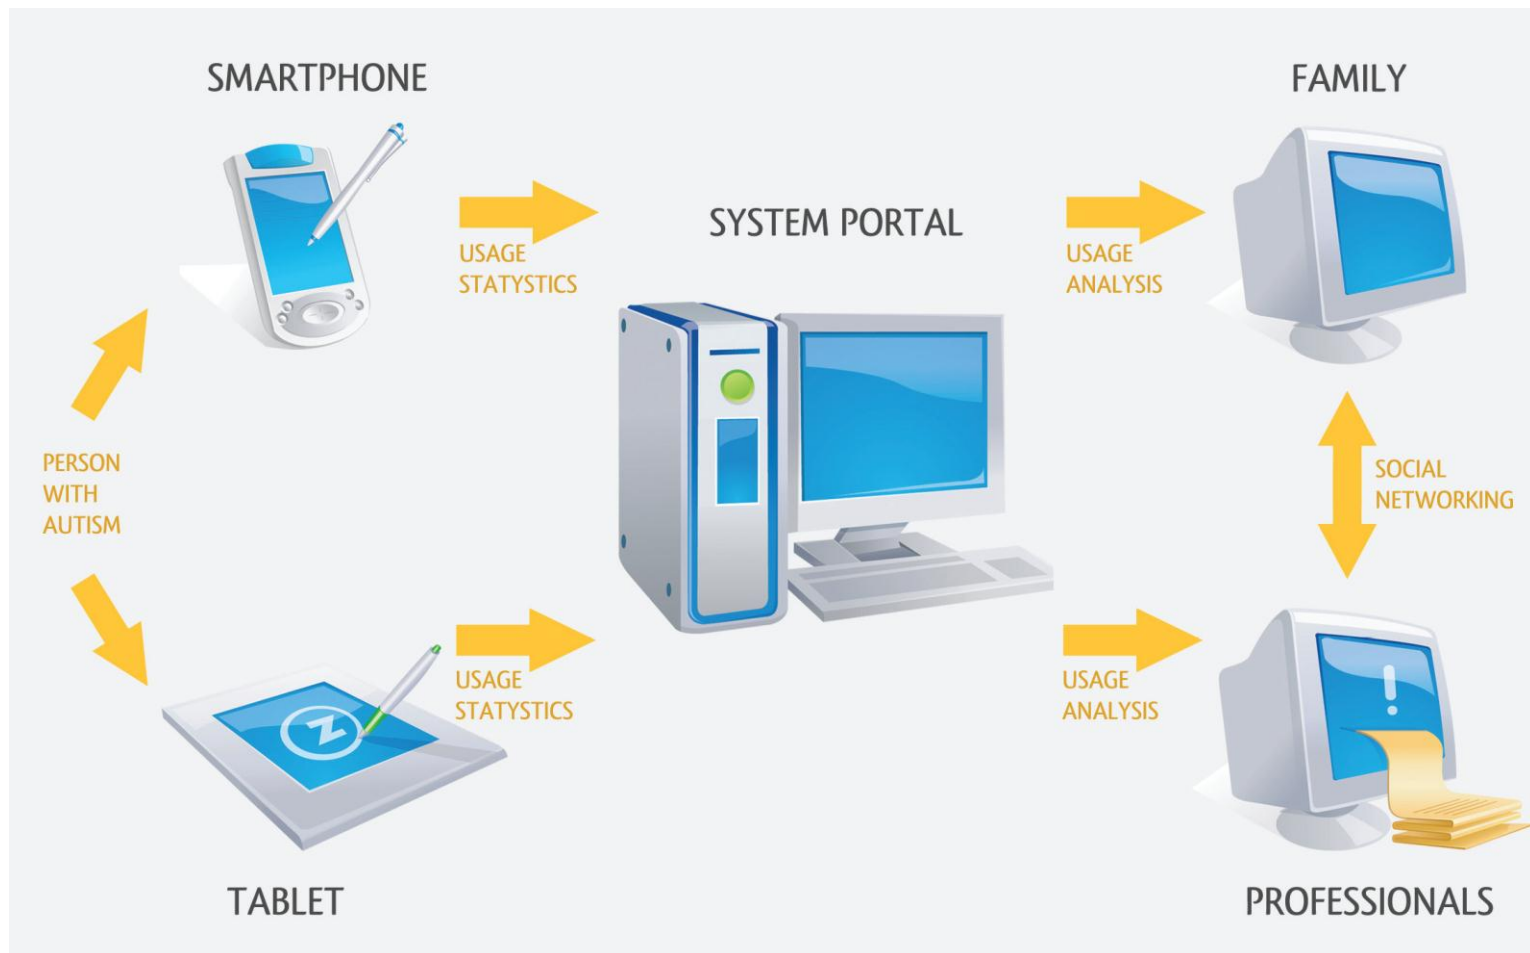 SMARTPHONE
FAMILY
SYSTEM PORTAL
USAGE
STATYSTICS
USAGE
ANALYSIS
PERSON
WITH
AUTISM
SOCIAL
NETWORKING
USAGE
STATYSTICS
USAGE
ANALYSIS
Z
!
TABLET
PROFESSIONALS